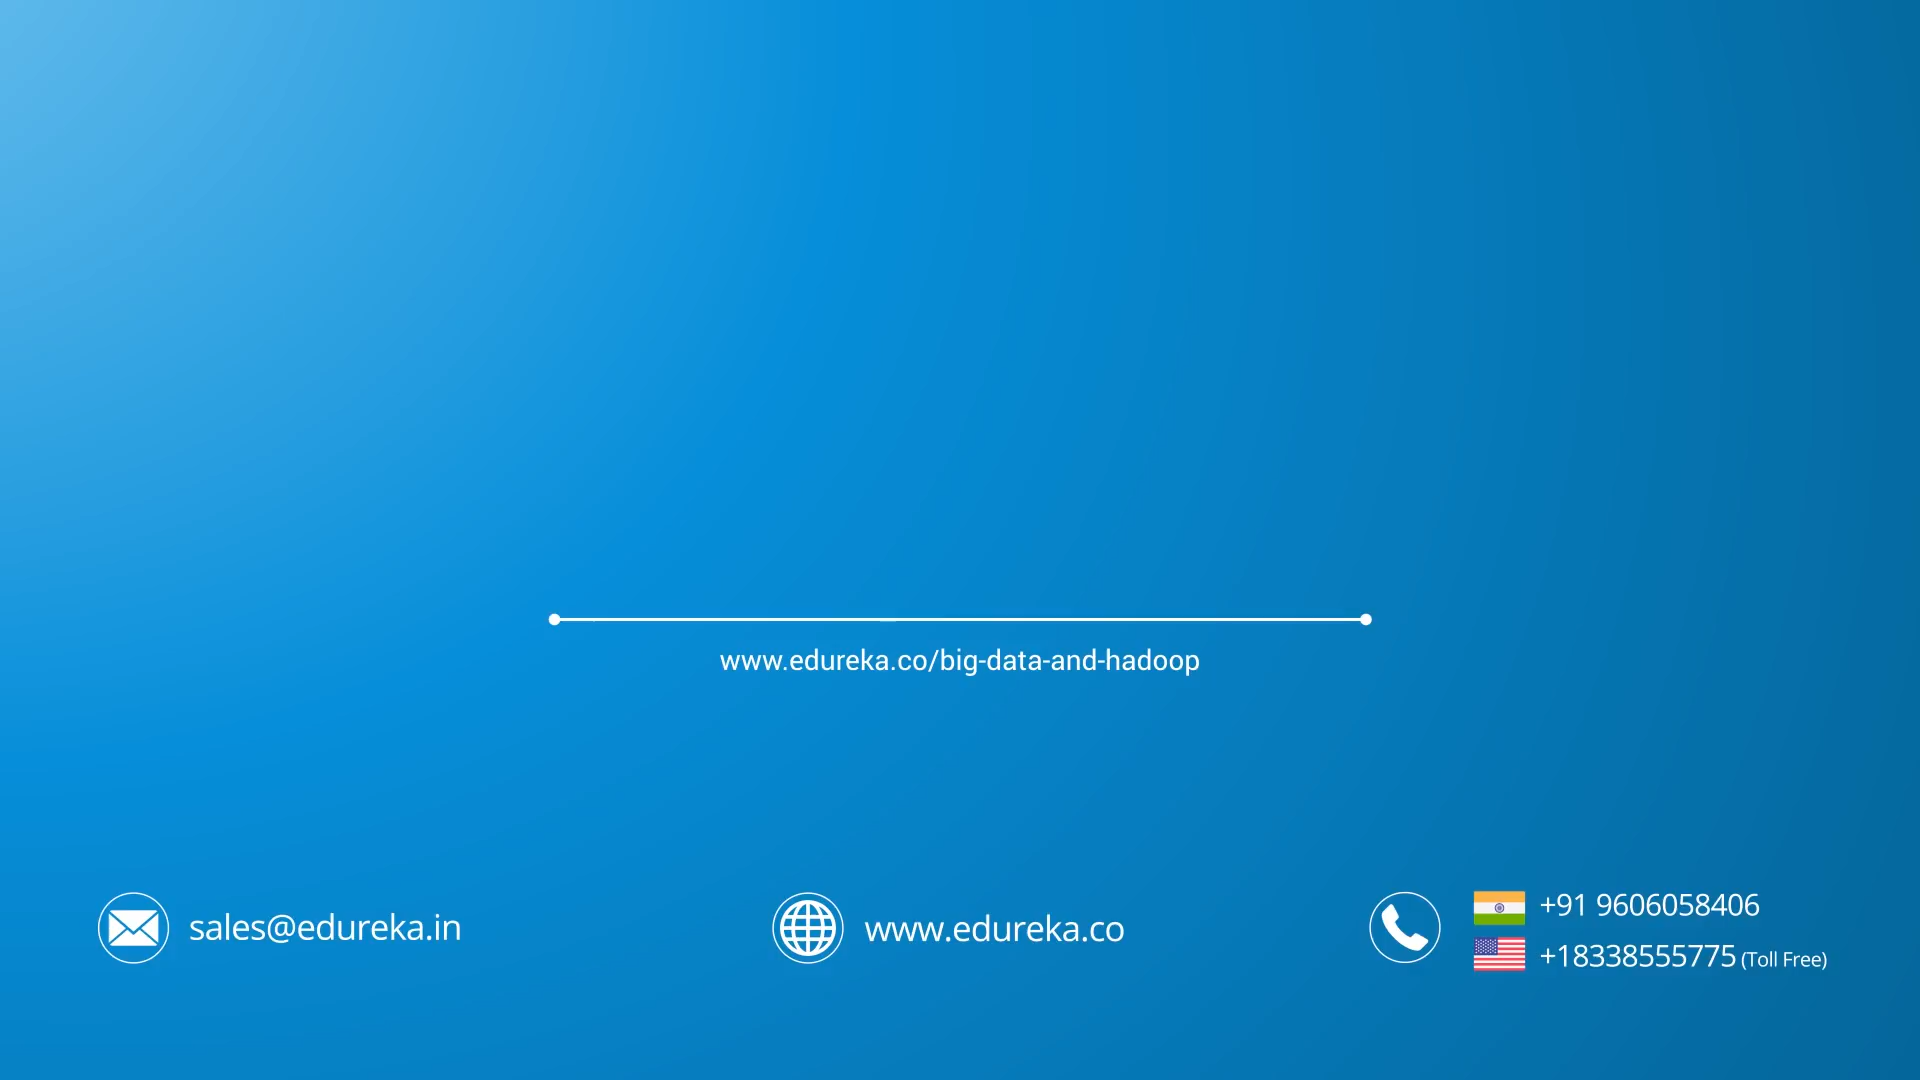 www.edureka.co/big-data-and-hadoop
sales@edureka.in
www.edureka.co
+91 9606058406
+18338555775 (Toll Free)